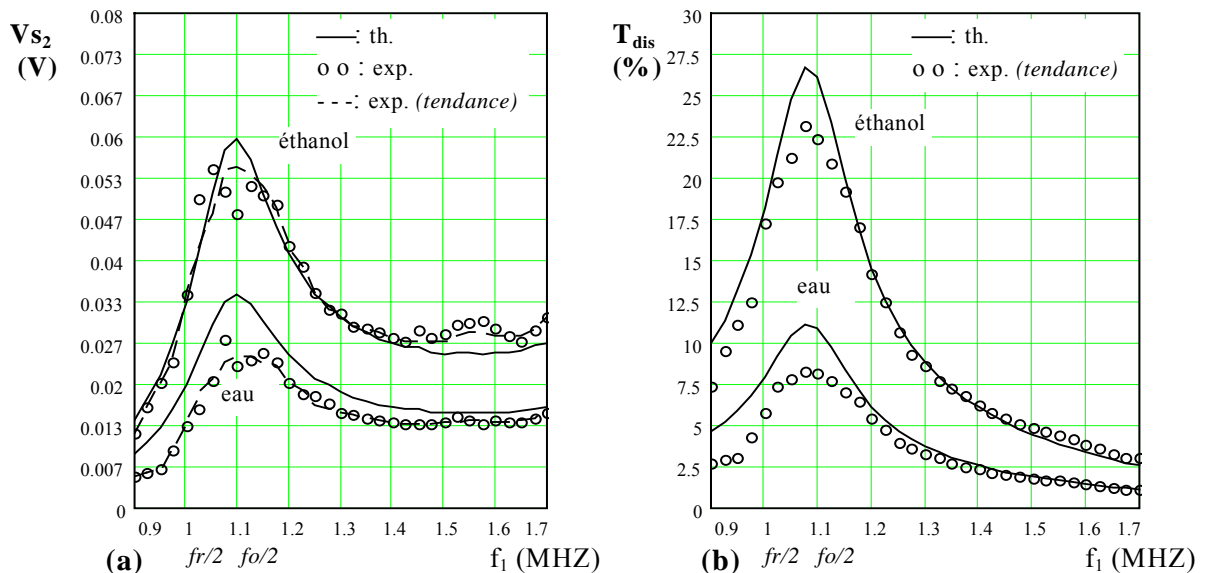 Vs2
(V)
0.08
0.073
0.067
0.06
0.053
0.047
0.04
0.033
0.027
0.02
0.013
0.007
0
: th.
o o : exp.
- - - : exp. (tendance)
éthanol
eau
0.9 1 1.1 1.2 1.3 1.4 1.5 1.6 1.7
(a) fr/2 fo/2 f1 (MHZ)
Tdis
(%)
30
27.5
25
22.5
20
17.5
15
12.5
10
7.5
5
2.5
0
: th.
o o : exp. (tendance)
éthanol
eau
0.9 1 1.1 1.2 1.3 1.4 1.5 1.6 1.7
(b) fr/2 fo/2 f1 (MHZ)